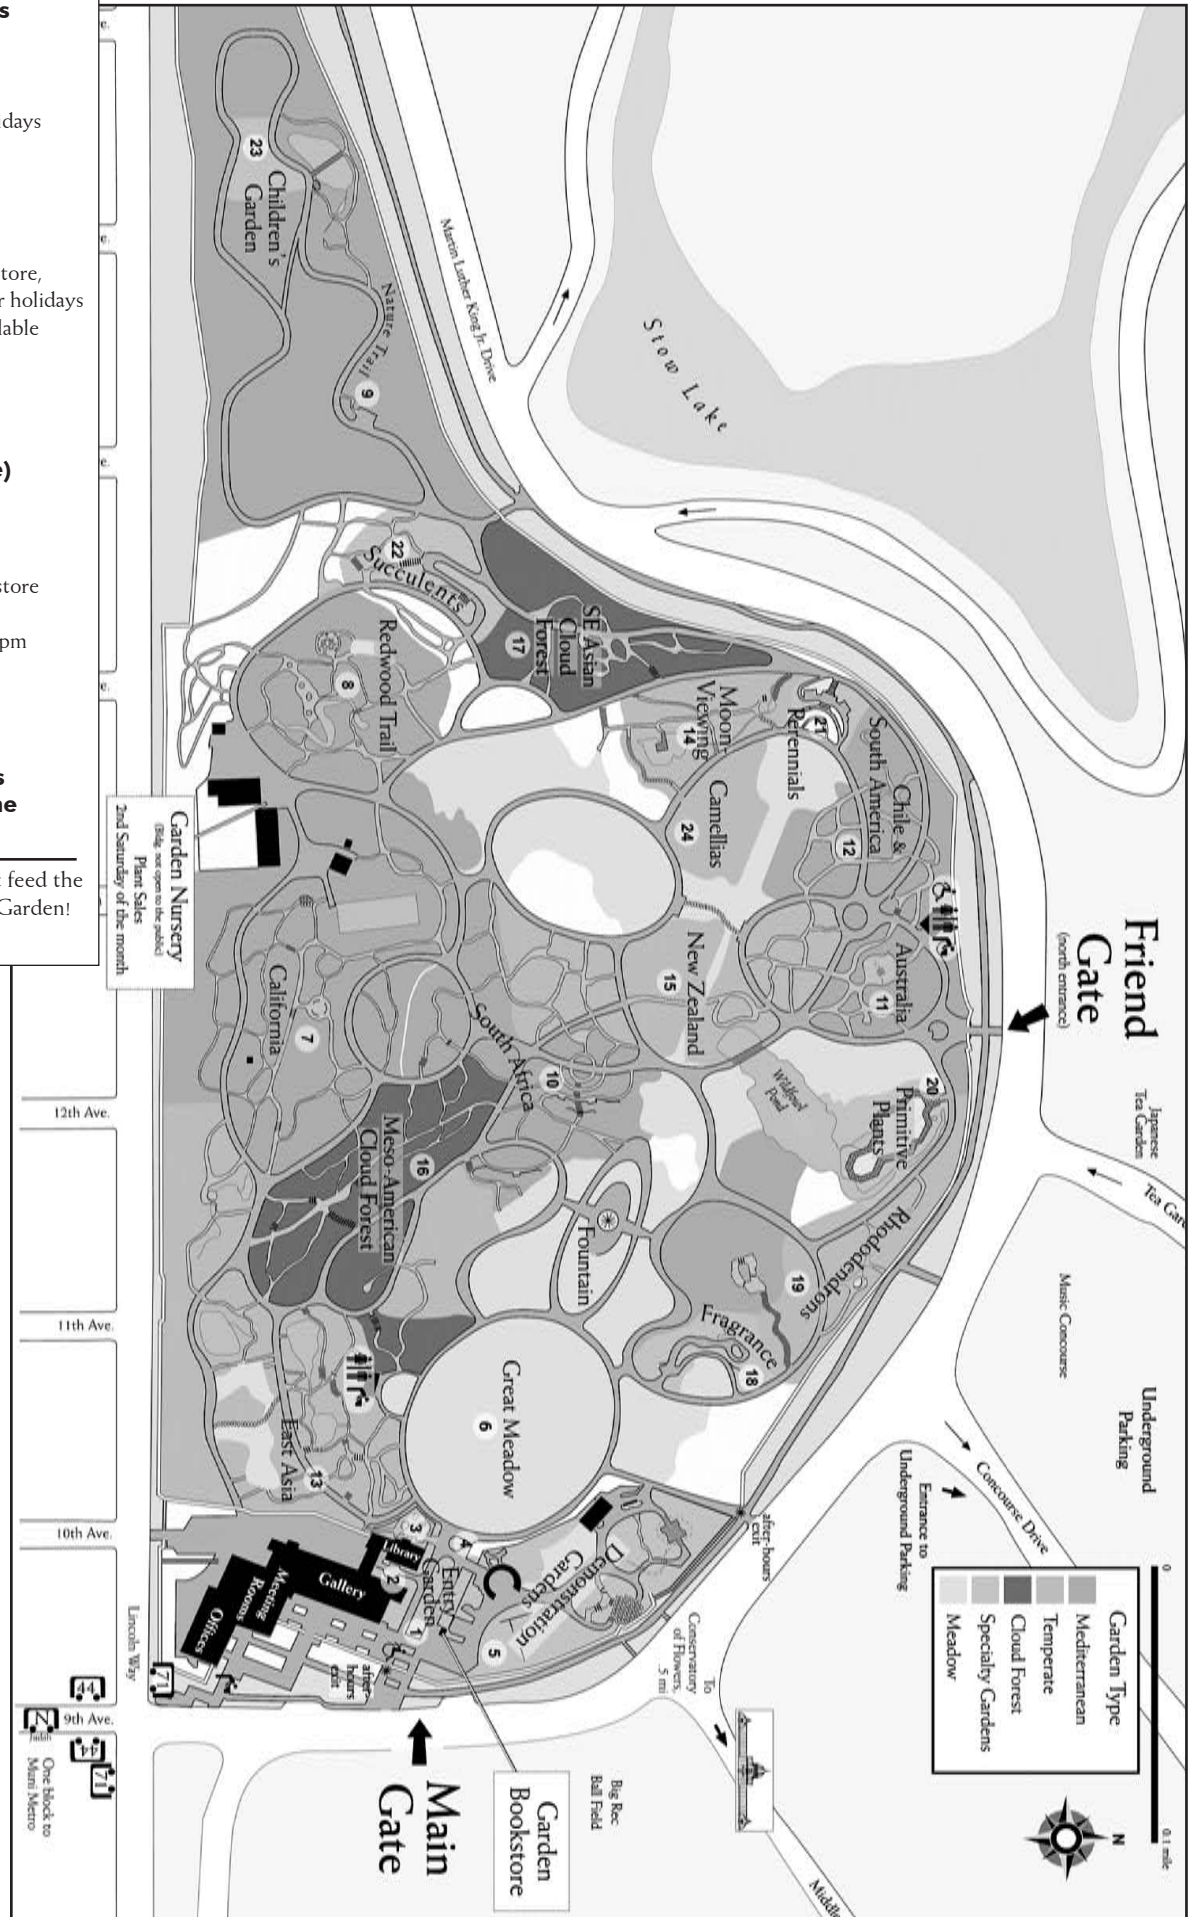 s
idays
tore,
r holidays
lable
e)
store
pm
s
ne
t feed the
Garden!
Friend
Gate
(north entrance)
Japanese
Tea Garden
Tea Gar
Music Concourse
Underground
Parking
Entrance to
Underground Parking
Concourse Drive
Stow Lake
Martin Luther King Jr. Drive
23
Children's
Garden
Nature Trail
9
22
Succulents
17
SE Asian
Cloud
Forest
Redwood Trail
8
Moon-
Viewing
14
Perennials
21
Chile &
South America
12
Camellias
24
Australia
11
New Zealand
15
Wildfowl
Pond
20
Primitive
Plants
Rhododendrons
19
Fragrance
18
South Africa
10
Fountain
California
7
Meso-American
Cloud Forest
16
Great Meadow
6
East Asia
13
Garden Nursery
(Bldg. not open to the public)
Plant Sales
2nd Saturday of the month
Demonstration
Gardens
5
4
3
Library
2
Entry
Garden
1
Gallery
Meeting
Rooms
Offices
after-
hours
exit
after-hours
exit
To
Conservatory
of Flowers,
.5 mi
Big Rec
Ball Field
Garden
Bookstore
Main
Gate
Middle
12th Ave.
11th Ave.
10th Ave.
9th Ave.
Lincoln Way
71
44
N
44
71
One block to
Muni Metro
Garden Type
Mediterranean
Temperate
Cloud Forest
Specialty Gardens
Meadow
0
0.1 mile
N